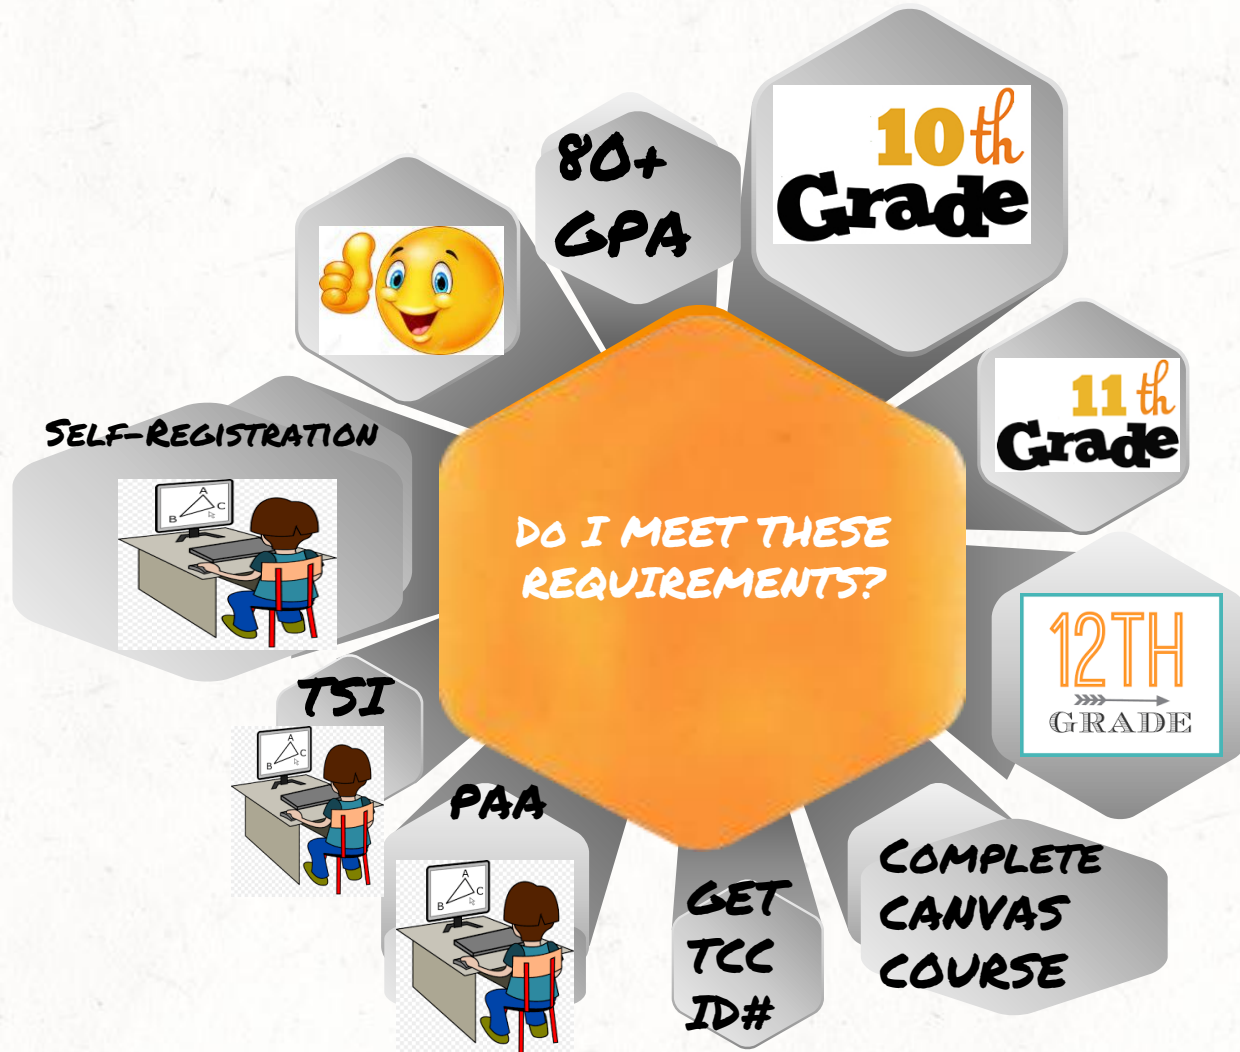 80+
GPA
10th
Grade
11th
Grade
12TH
GRADE
COMPLETE
CANVAS
COURSE
GET
TCC
ID#
PAA
A
B
C
TSI
A
B
C
SELF-REGISTRATION
A
B
C
DO I MEET THESE
REQUIREMENTS?